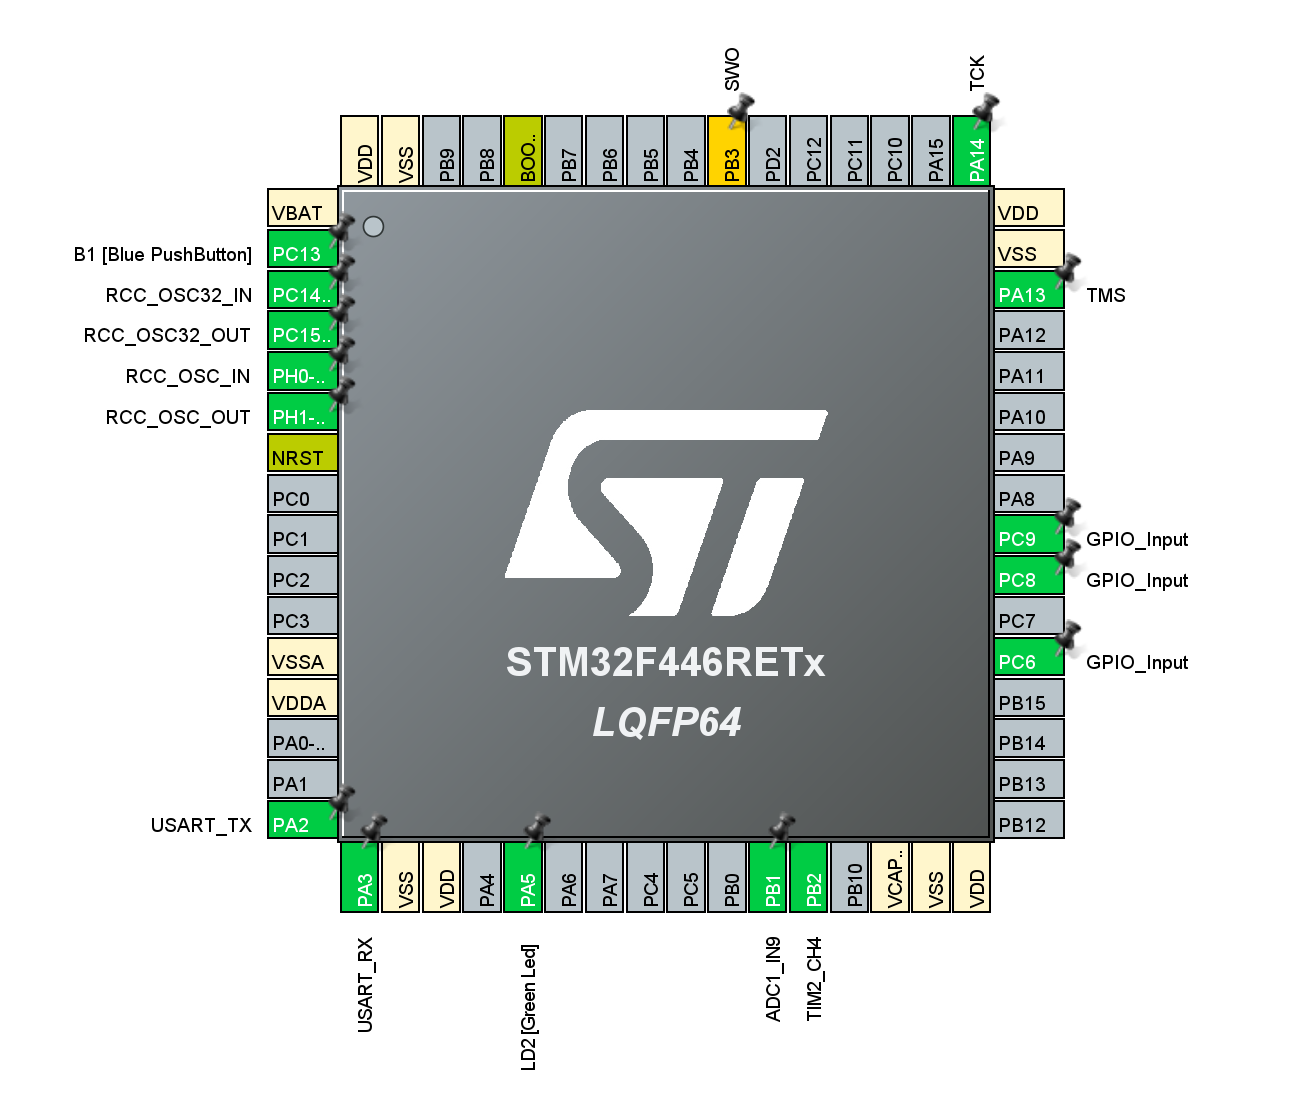 SWO
TCK
VDD
VSS
PB9
PB8
BOO..
PB7
PB6
PB5
PB4
PB3
PD2
PC12
PC11
PC10
PA15
PA14
VBAT
B1 [Blue PushButton]
PC13
RCC_OSC32_IN
PC14..
RCC_OSC32_OUT
PC15..
RCC_OSC_IN
PH0-..
RCC_OSC_OUT
PH1-..
NRST
PC0
PC1
PC2
PC3
VSSA
VDDA
PA0-..
PA1
USART_TX
PA2
ST
STM32F446RETx
LQFP64
VDD
VSS
PA13
TMS
PA12
PA11
PA10
PA9
PA8
PC9
GPIO_Input
PC8
GPIO_Input
PC7
PC6
GPIO_Input
PB15
PB14
PB13
PB12
PA3
VSS
VDD
PA4
PA5
PA6
PA7
PC4
PC5
PB0
PB1
PB2
PB10
VCAP..
VSS
VDD
USART_RX
LD2 [Green Led]
ADC1_IN9
TIM2_CH4